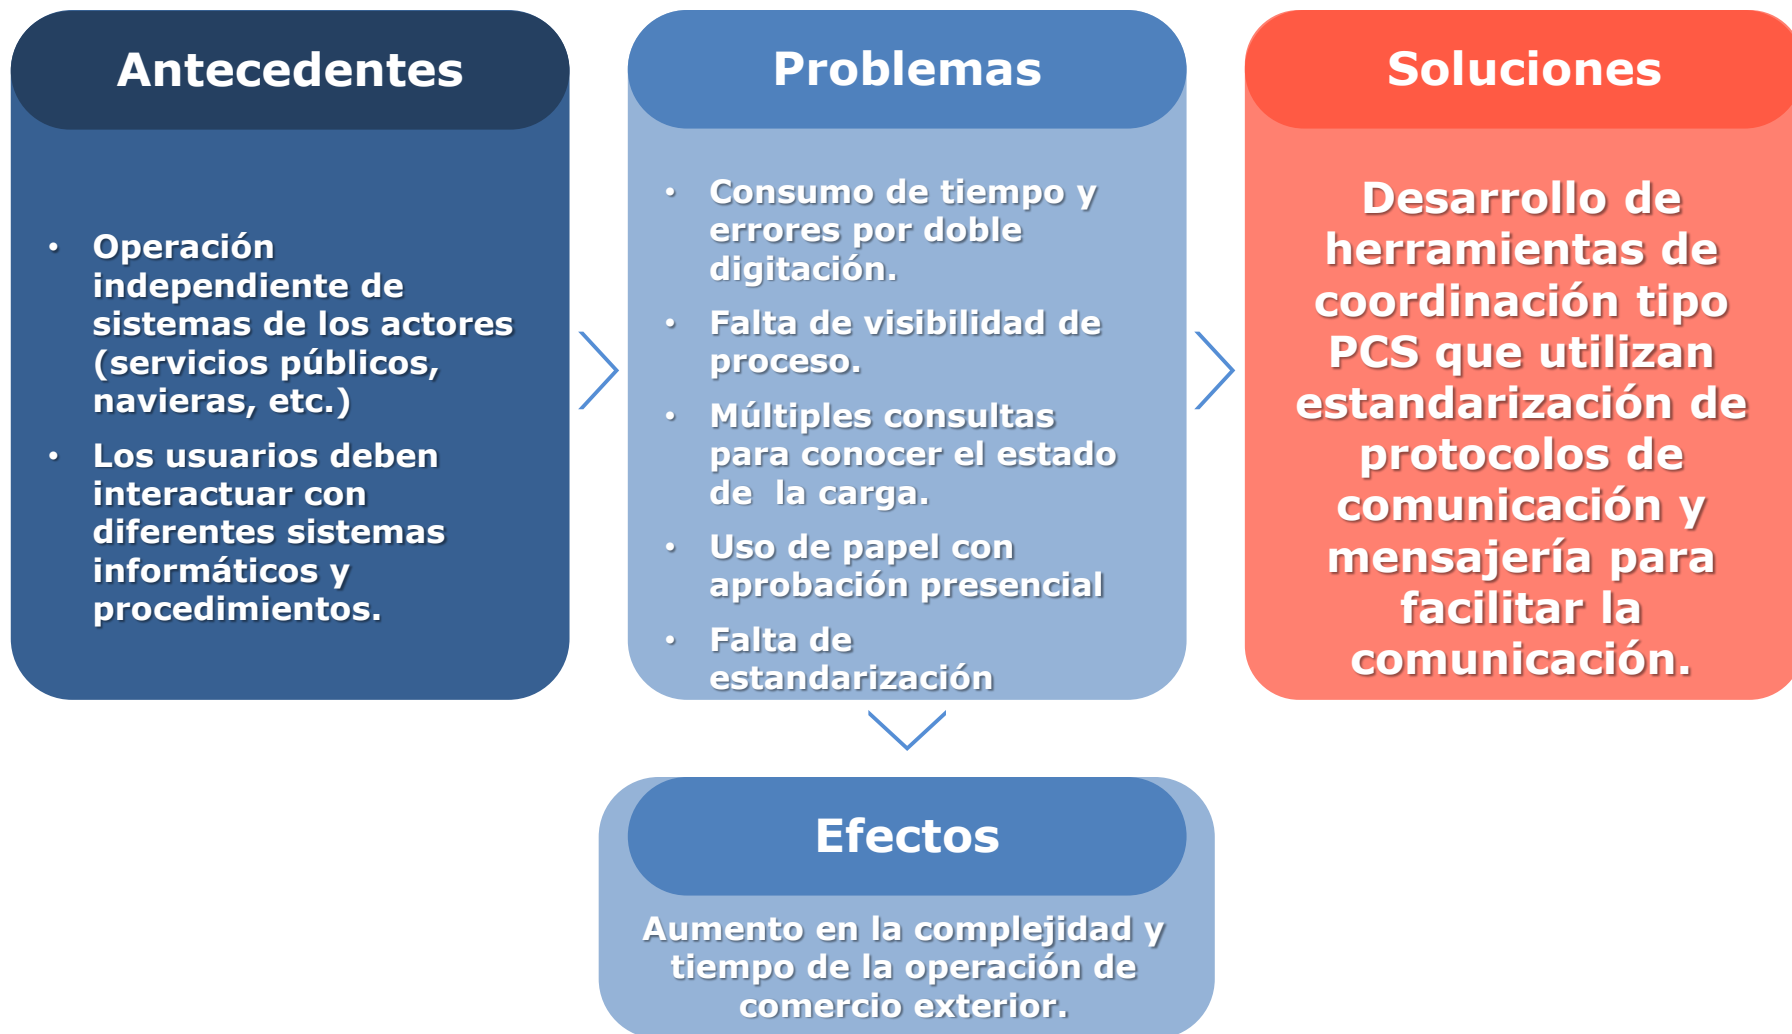 Antecedentes
• Operación
independiente de
sistemas de los actores
(servicios públicos,
navieras, etc.)
• Los usuarios deben
interactuar con
diferentes sistemas
informáticos y
procedimientos.
Problemas
• Consumo de tiempo y
errores por doble
digitación.
• Falta de visibilidad de
proceso.
• Múltiples consultas
para conocer el estado
de  la carga.
• Uso de papel con
aprobación presencial
• Falta de
estandarización
Soluciones
Desarrollo de
herramientas de
coordinación tipo
PCS que utilizan
estandarización de
protocolos de
comunicación y
mensajería para
facilitar la
comunicación.
Efectos
Aumento en la complejidad y
tiempo de la operación de
comercio exterior.